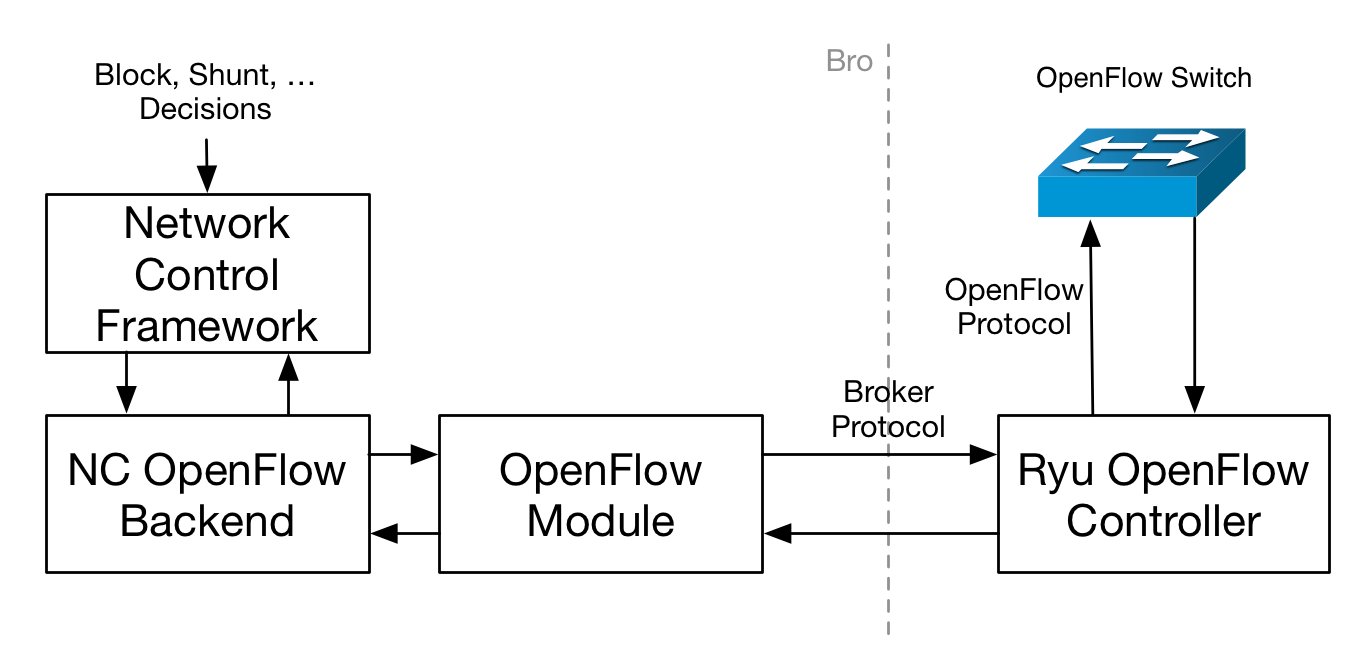 Block, Shunt, …
Decisions
Bro
OpenFlow Switch
Network
Control
Framework
OpenFlow
Protocol
Broker
Protocol
NC OpenFlow
Backend
OpenFlow
Module
Ryu OpenFlow
Controller